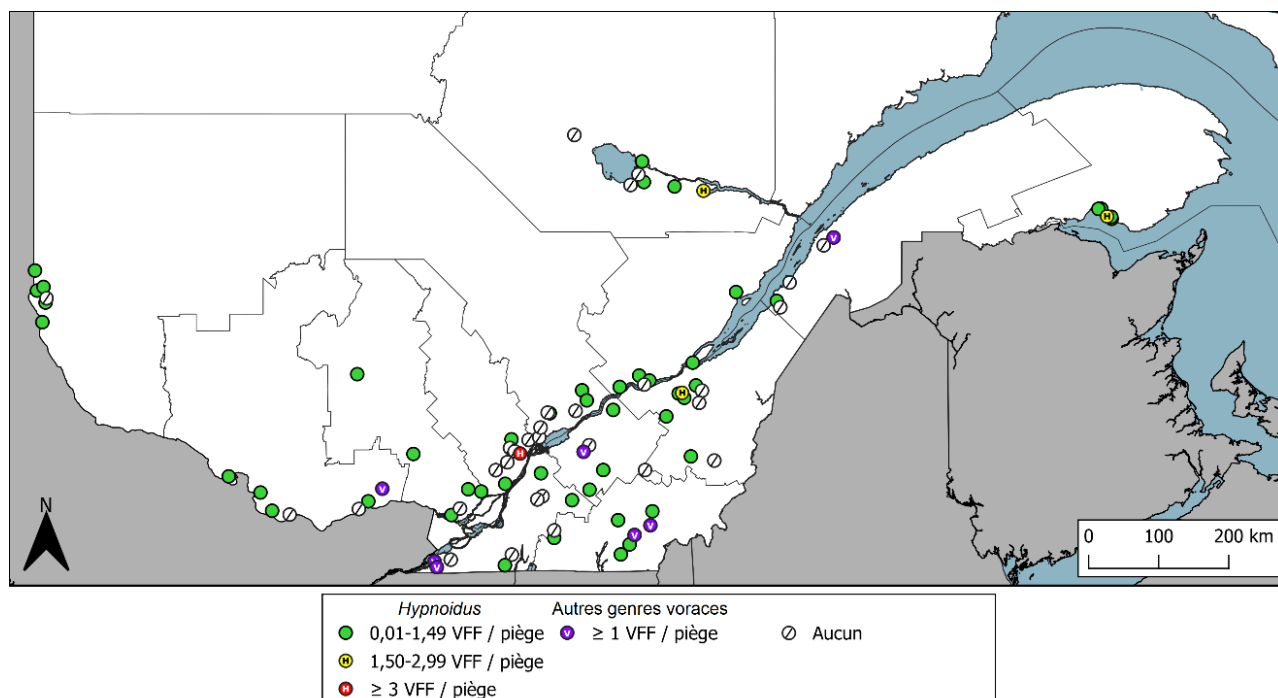 N
0 100 200 km
Hypnoidus Autres genres voraces
0,01-1,49 VFF / piège V ≥ 1 VFF / piège Aucun
H 1,50-2,99 VFF / piège
H ≥ 3 VFF / piège